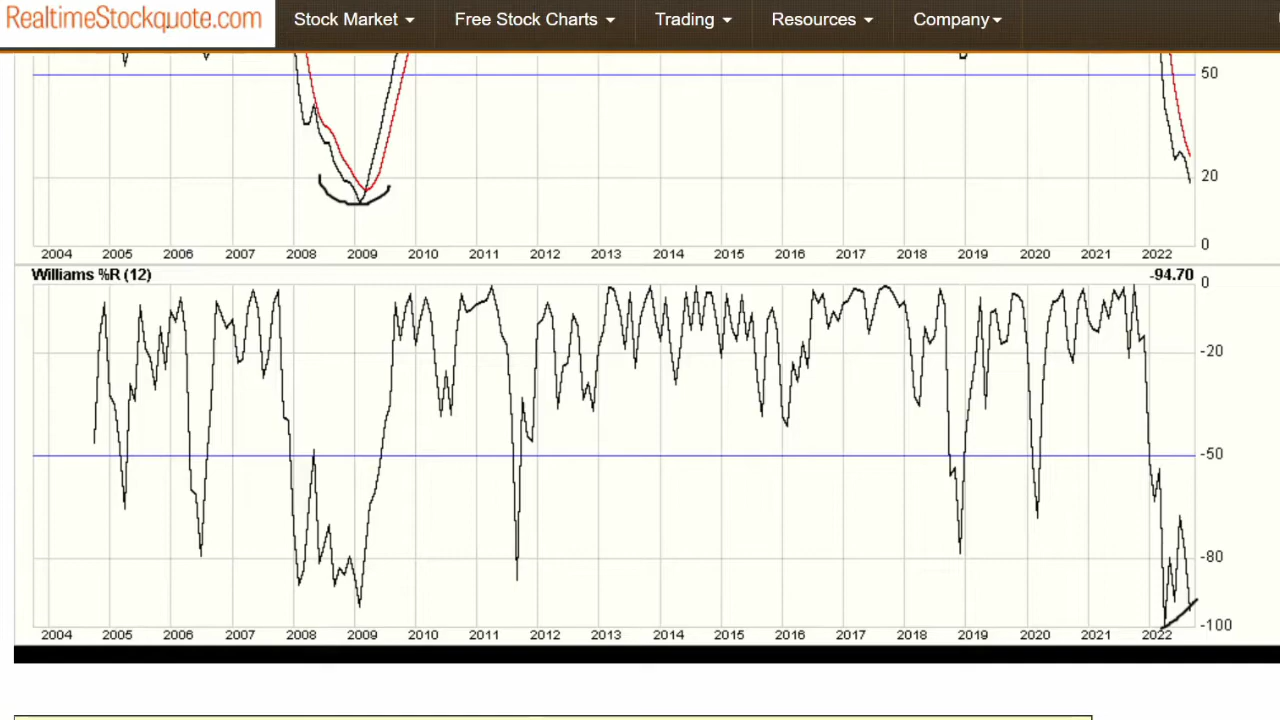 RealtimeStockquote.com Stock Market Free Stock Charts Trading Resources Company
50
20
0
2004 2005 2006 2007 2008 2009 2010 2011 2012 2013 2014 2015 2016 2017 2018 2019 2020 2021 2022
Williams %R (12) -94.70 0
-20
-50
-80
-100
2004 2005 2006 2007 2008 2009 2010 2011 2012 2013 2014 2015 2016 2017 2018 2019 2020 2021 2022